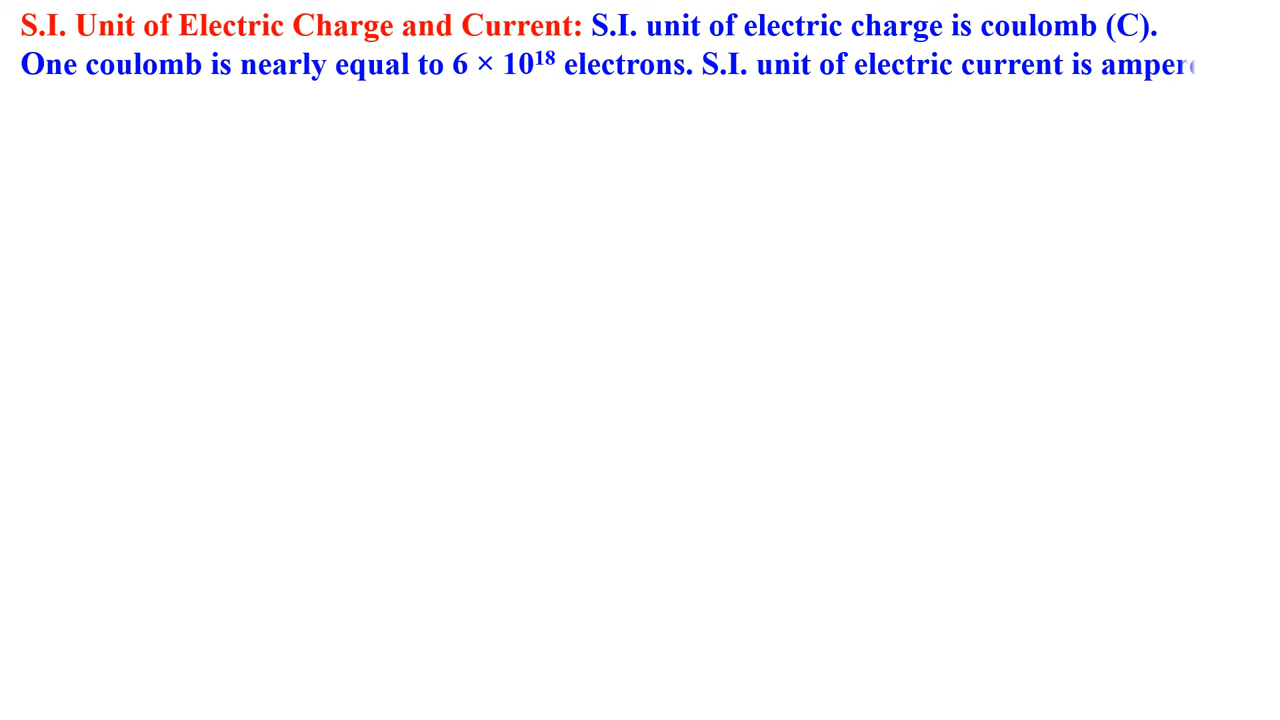 S.I. Unit of Electric Charge and Current: S.I. unit of electric charge is coulomb (C).
One coulomb is nearly equal to 6 × 10¹⁸ electrons. S.I. unit of electric current is ampere